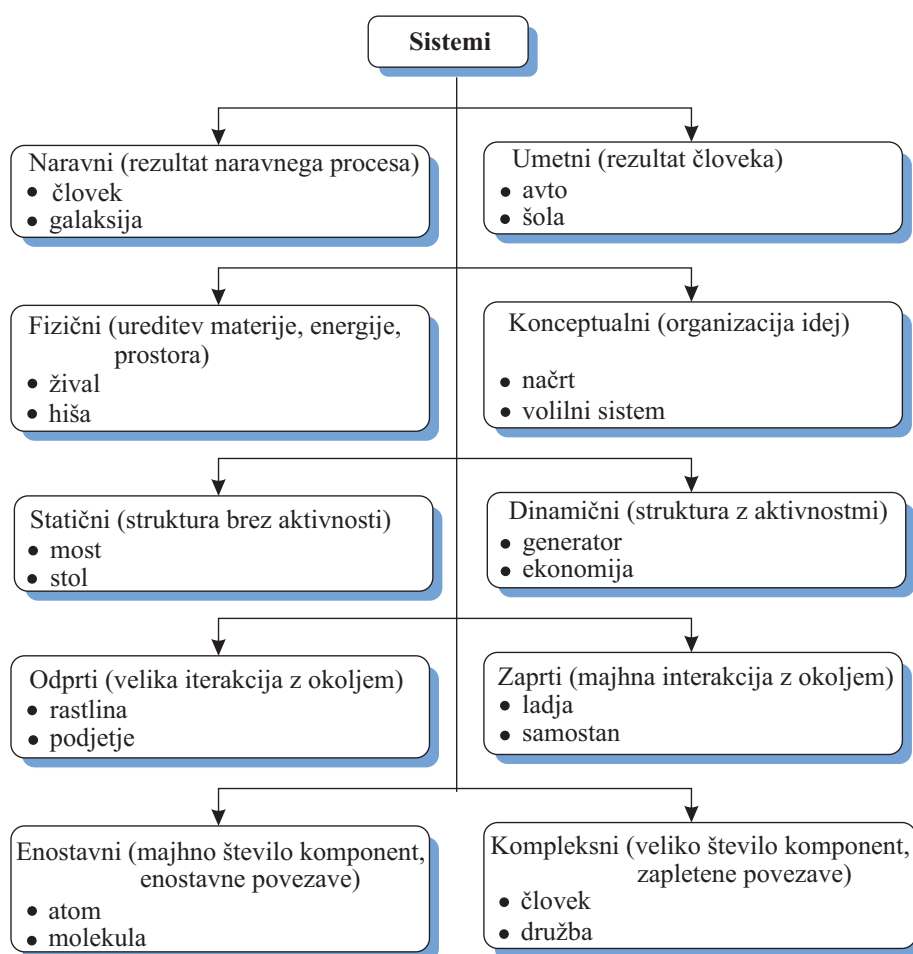 Sistemi
Naravni (rezultat naravnega procesa)
• človek
• galaksija
Umetni (rezultat človeka)
• avto
• šola
Fizični (ureditev materije, energije,
prostora)
• žival
• hiša
Konceptualni (organizacija idej)
• načrt
• volilni sistem
Statični (struktura brez aktivnosti)
• most
• stol
Dinamični (struktura z aktivnostmi)
• generator
• ekonomija
Odprti (velika iterakcija z okoljem)
• rastlina
• podjetje
Zaprti (majhna interakcija z okoljem)
• ladja
• samostan
Enostavni (majhno število komponent,
enostavne povezave)
• atom
• molekula
Kompleksni (veliko število komponent,
zapletene povezave)
• človek
• družba